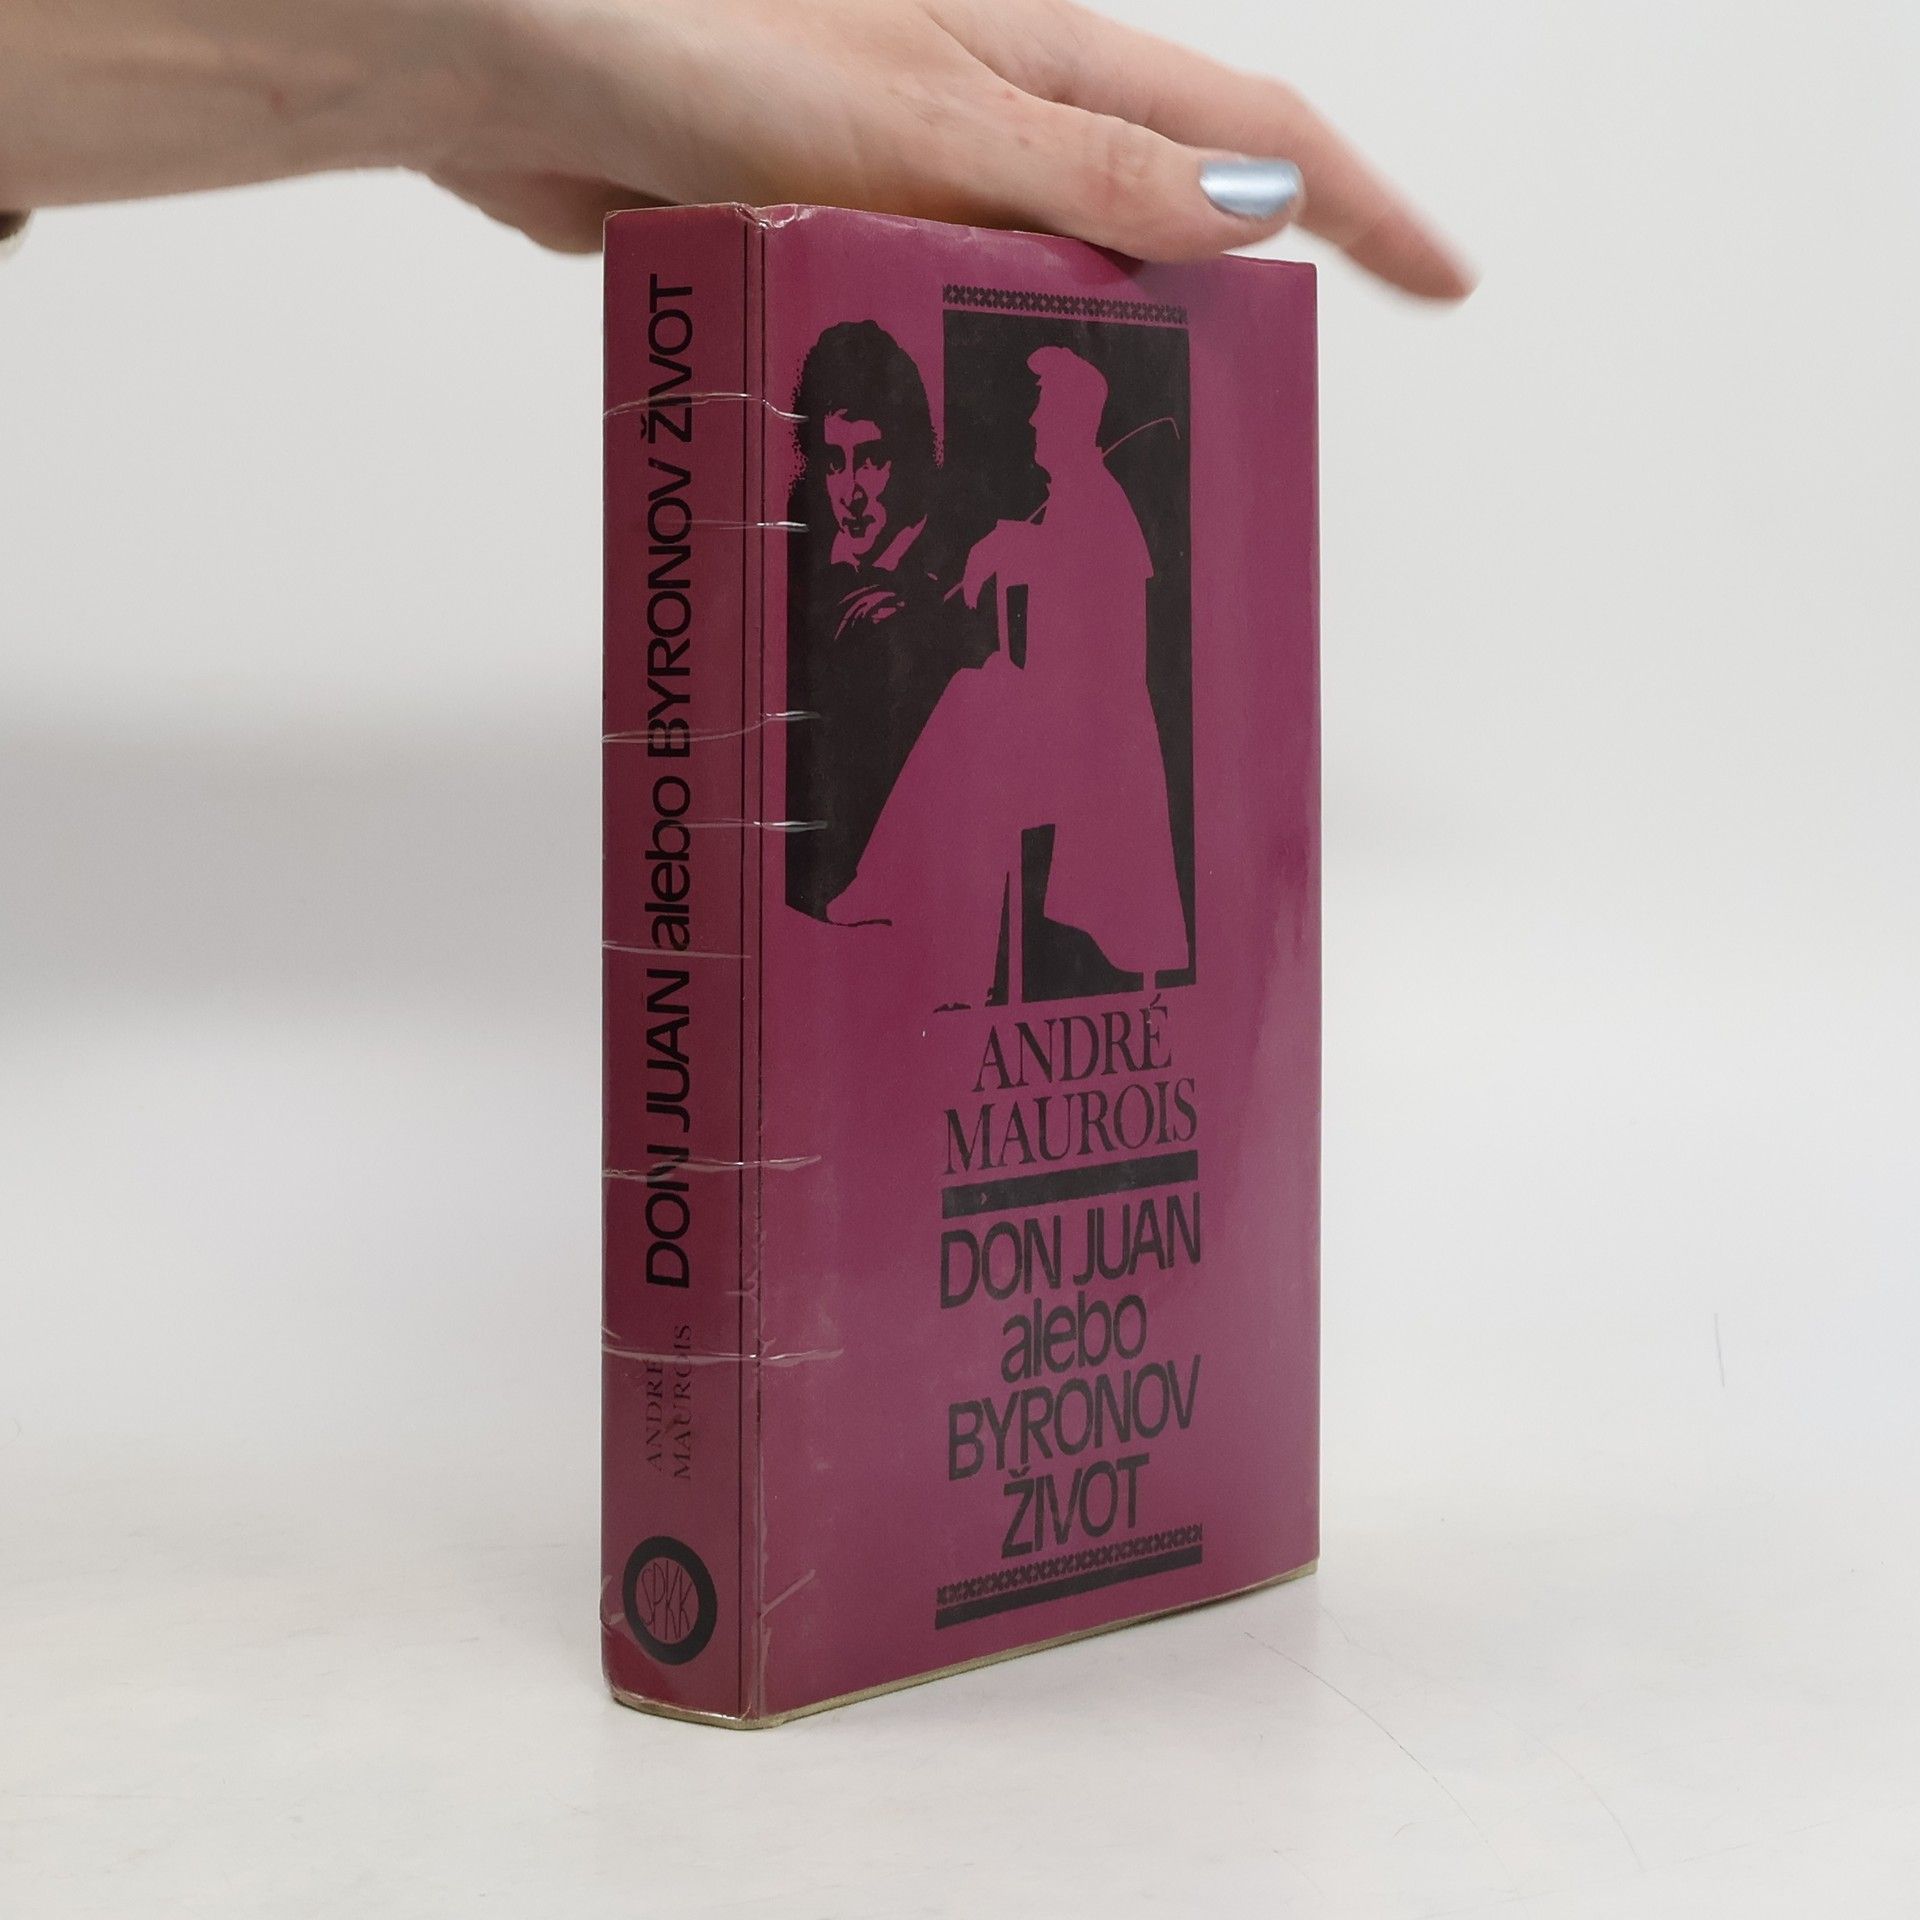 DON JUAN alebo BYRONOV ŽIVOT
ANDRÉ
MAUROIS
SPKK
ANDRÉ
MAUROIS
DON JUAN
alebo
BYRONOV
ŽIVOT